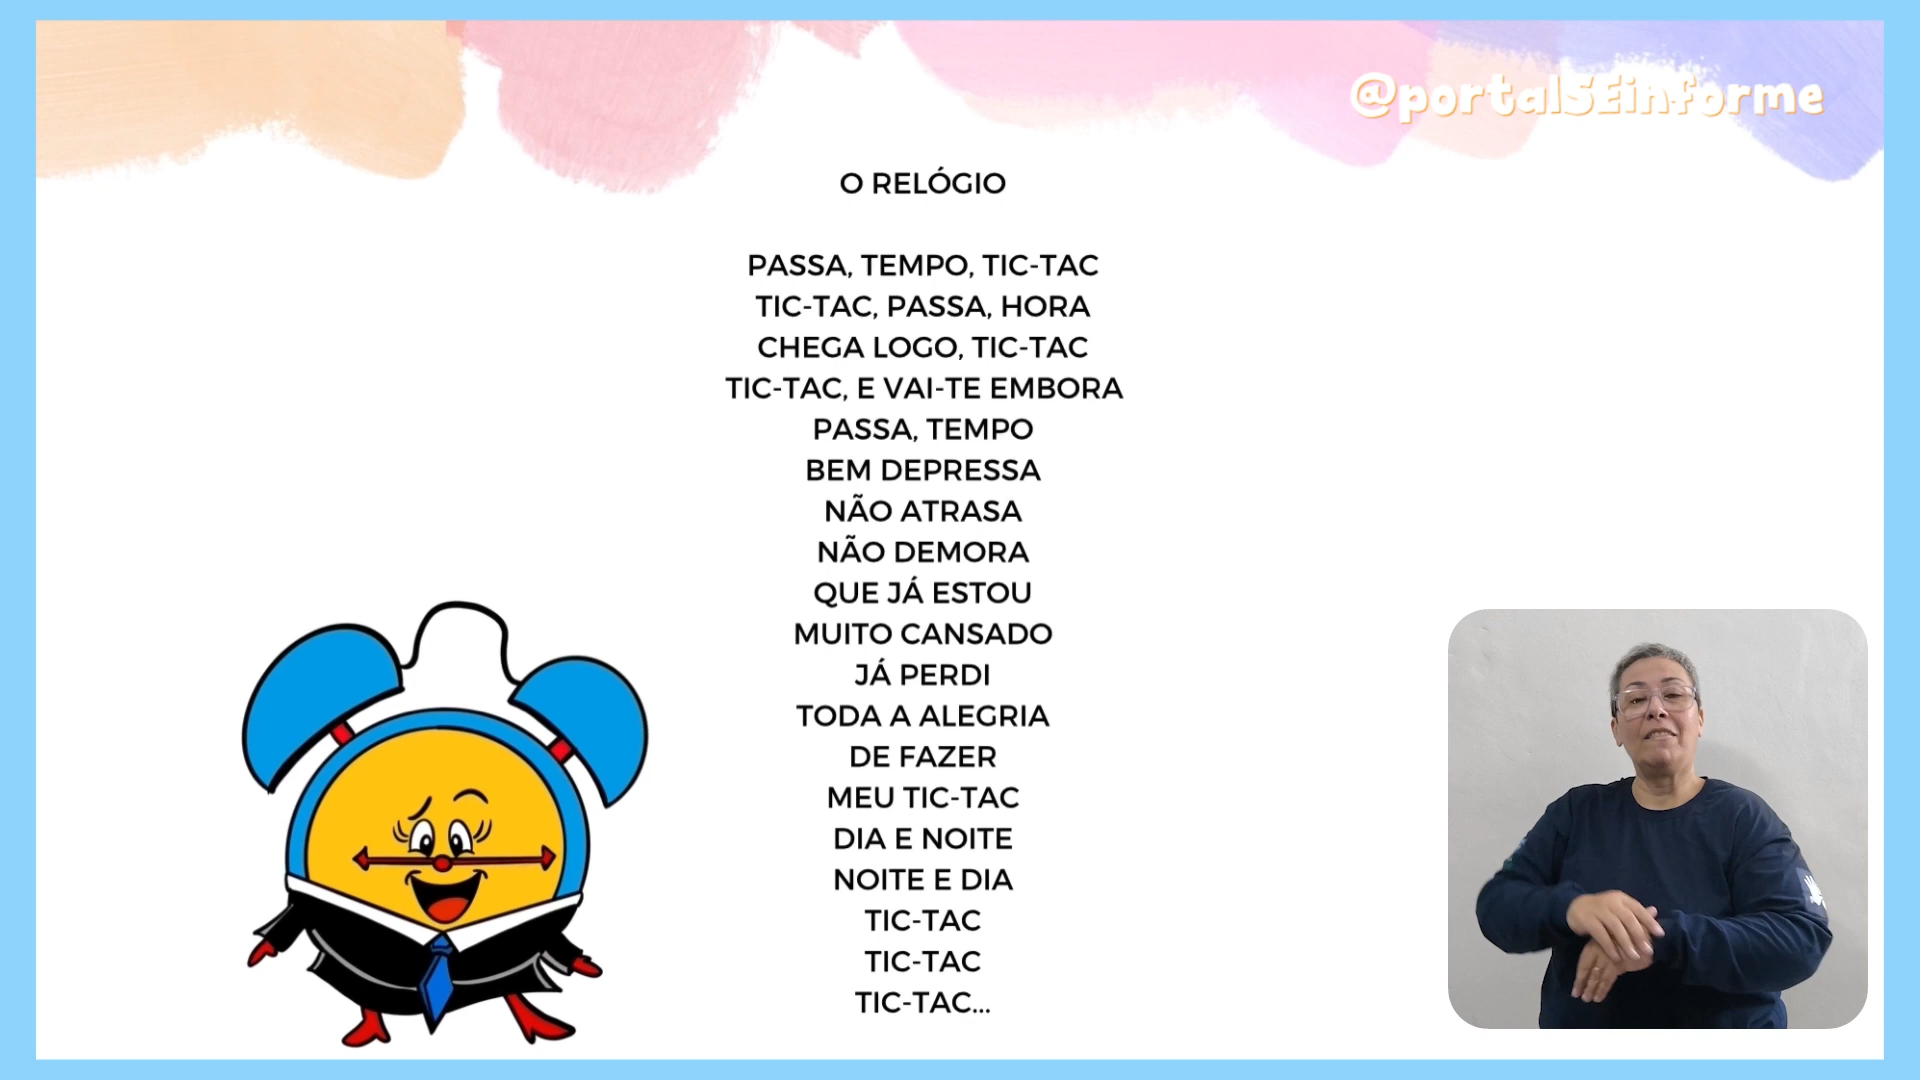 @portalSEinforme
O RELÓGIO
PASSA, TEMPO, TIC-TAC
TIC-TAC, PASSA, HORA
CHEGA LOGO, TIC-TAC
TIC-TAC, E VAI-TE EMBORA
PASSA, TEMPO
BEM DEPRESSA
NÃO ATRASA
NÃO DEMORA
QUE JÁ ESTOU
MUITO CANSADO
JÁ PERDI
TODA A ALEGRIA
DE FAZER
MEU TIC-TAC
DIA E NOITE
NOITE E DIA
TIC-TAC
TIC-TAC
TIC-TAC...